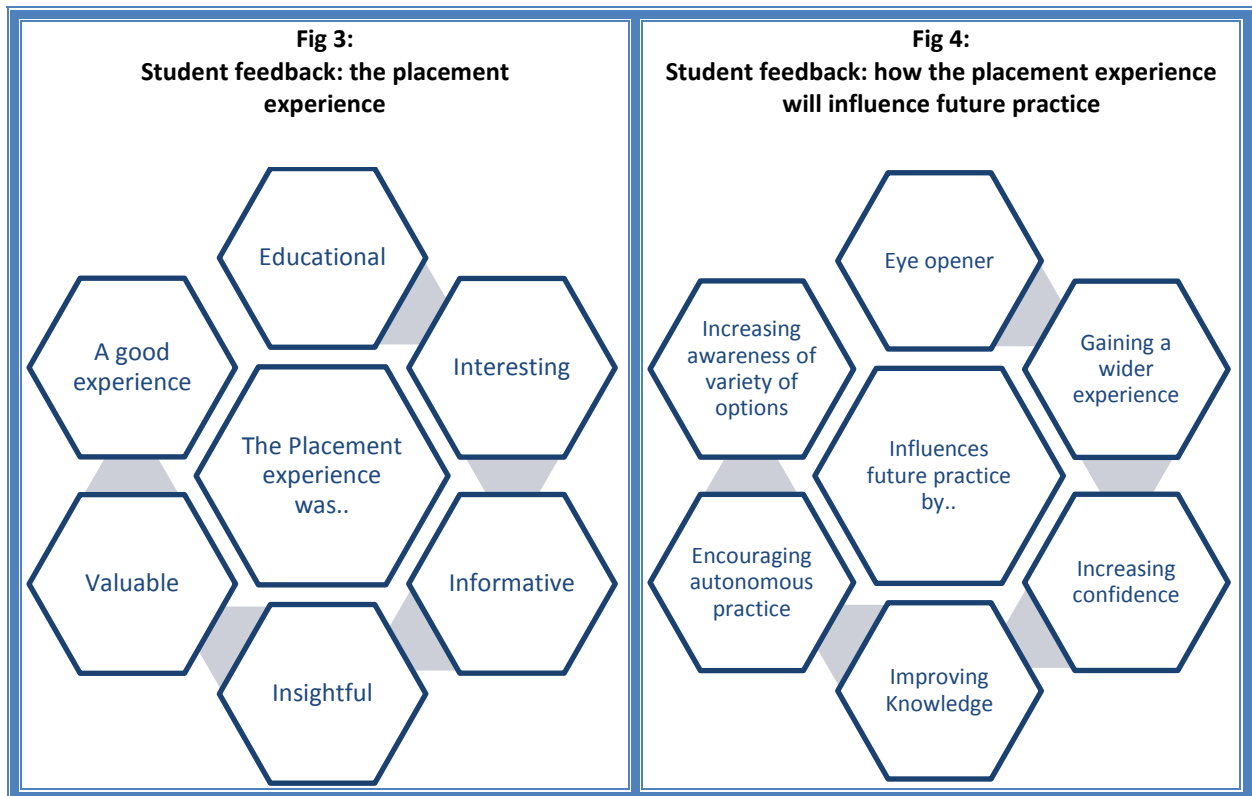 Fig 3:
Student feedback: the placement
experience
Educational
Interesting
Informative
Insightful
Valuable
A good
experience
The Placement
experience
was..
Fig 4:
Student feedback: how the placement experience
will influence future practice
Eye opener
Gaining a
wider
experience
Increasing
confidence
Improving
Knowledge
Encouraging
autonomous
practice
Increasing
awareness of
variety of
options
Influences
future practice
by..